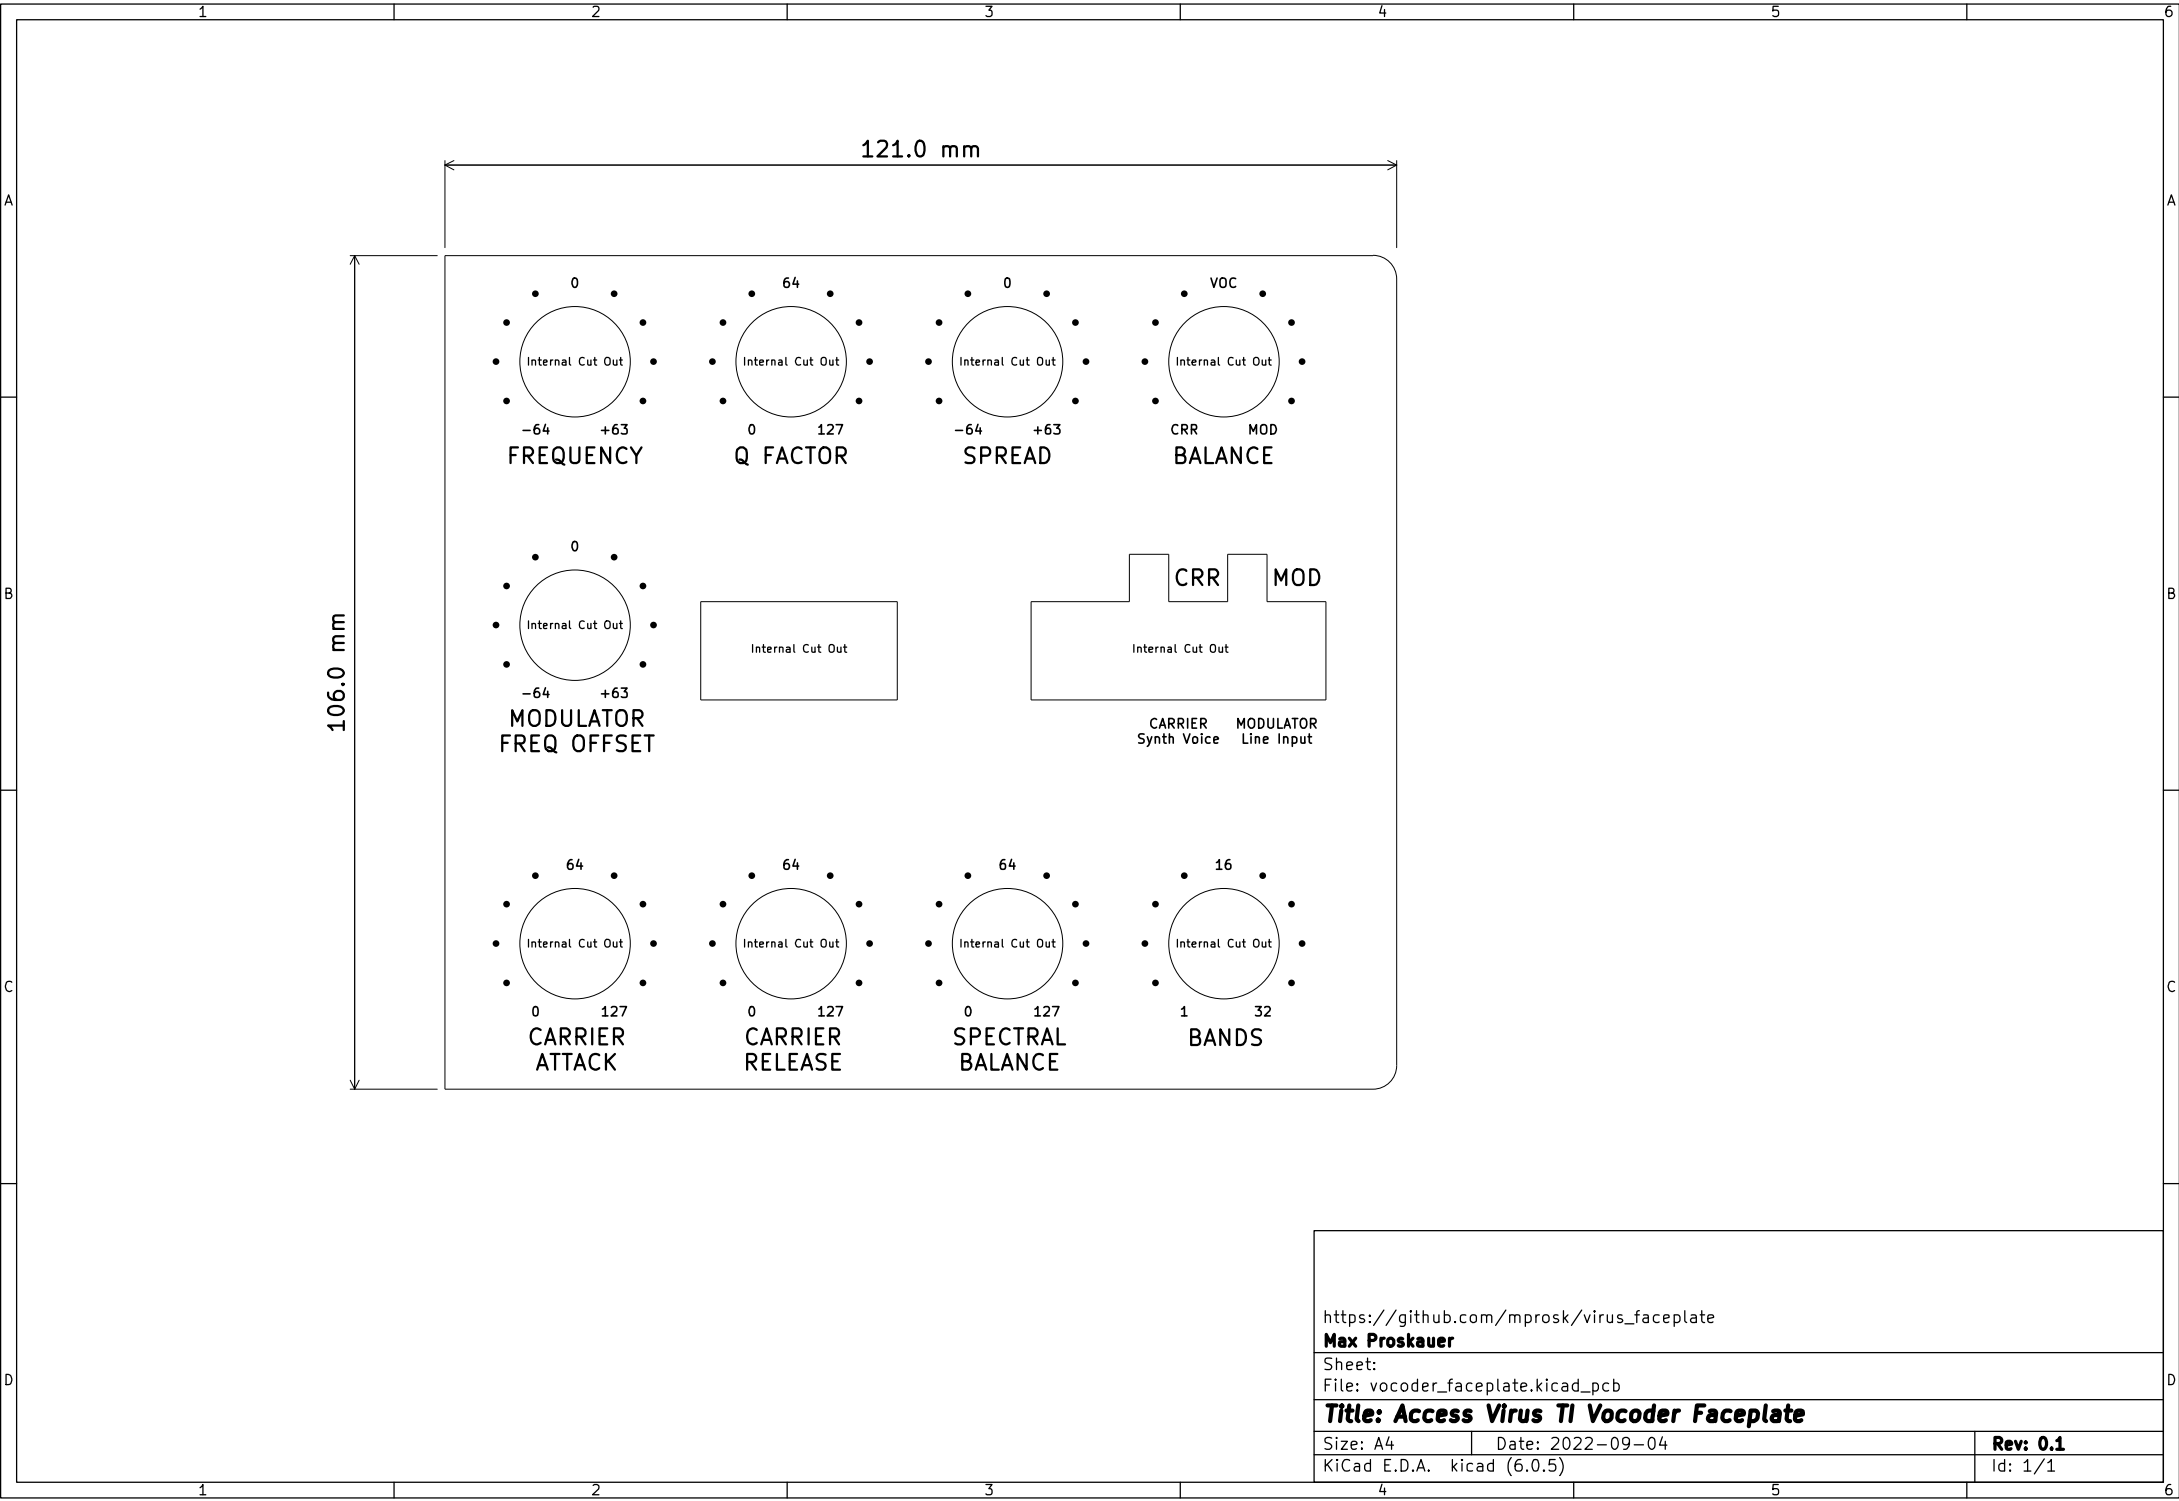 1 2 3 4 5 6
121.0 mm
A A
0 64 0 VOC
Internal Cut Out Internal Cut Out Internal Cut Out Internal Cut Out
-64 +63 0 127 -64 +63 CRR MOD
FREQUENCY Q FACTOR SPREAD BALANCE
0
CRR MOD
B B
Internal Cut Out
Internal Cut Out Internal Cut Out
106.0 mm
-64 +63
MODULATOR
FREQ OFFSET
CARRIER
Synth Voice
MODULATOR
Line Input
64 64 64 16
Internal Cut Out Internal Cut Out Internal Cut Out Internal Cut Out
C C
0 127 0 127 0 127 1 32
CARRIER
ATTACK
CARRIER
RELEASE
SPECTRAL
BALANCE
BANDS
https://github.com/mprosk/virus_faceplate
Max Proskauer
Sheet:
File: vocoder_faceplate.kicad_pcb
D D
Title: Access Virus TI Vocoder Faceplate
Size: A4 Date: 2022-09-04 Rev: 0.1
KiCad E.D.A. kicad (6.0.5) Id: 1/1
1 2 3 4 5 6